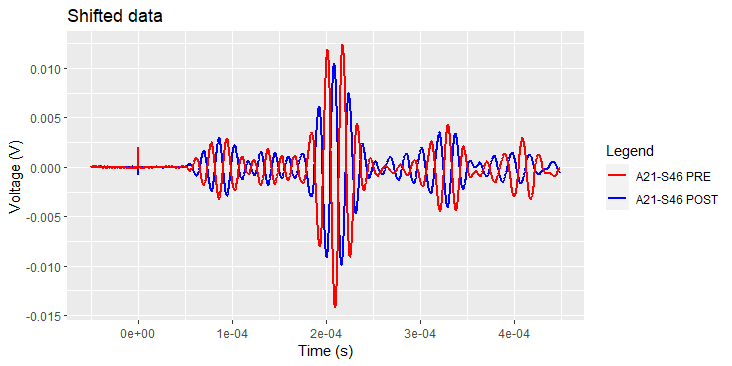 Shifted data
Voltage (V)
0.010
0.005
0.000
-0.005
-0.010
-0.015
0e+00 1e-04 2e-04 3e-04 4e-04
Time (s)
Legend
A21-S46 PRE
A21-S46 POST